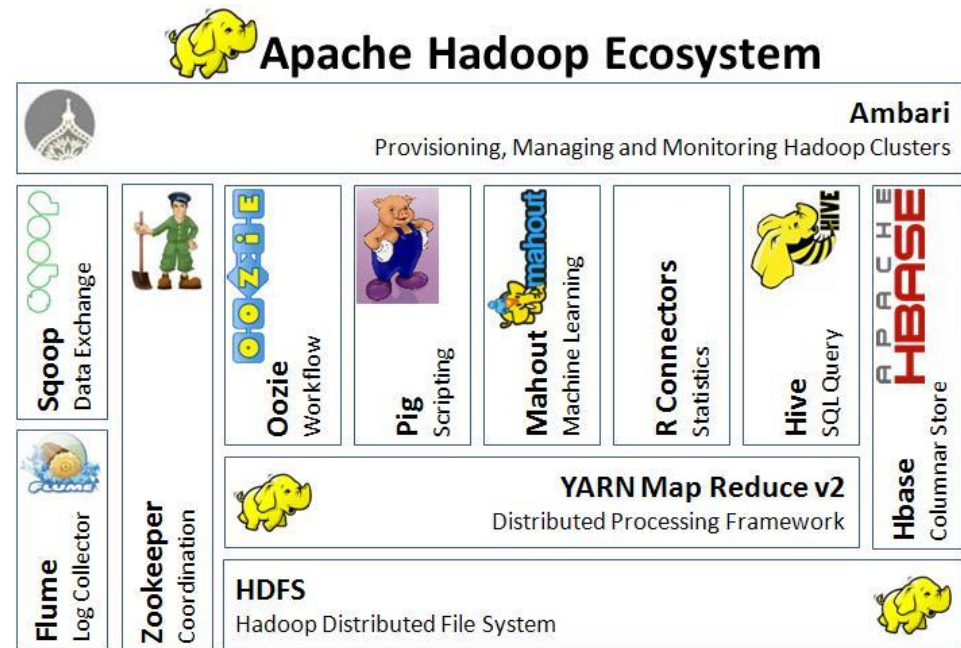 Apache Hadoop Ecosystem
Ambari
Provisioning, Managing and Monitoring Hadoop Clusters
sqoop
Sqoop
Data Exchange
Zookeeper
Coordination
OOZIE
Oozie
Workflow
Pig
Scripting
mahout
Mahout
Machine Learning
R Connectors
Statistics
HIVE
Hive
SQL Query
APACHE
HBASE
Hbase
Columnar Store
FLUME
Flume
Log Collector
YARN Map Reduce v2
Distributed Processing Framework
HDFS
Hadoop Distributed File System